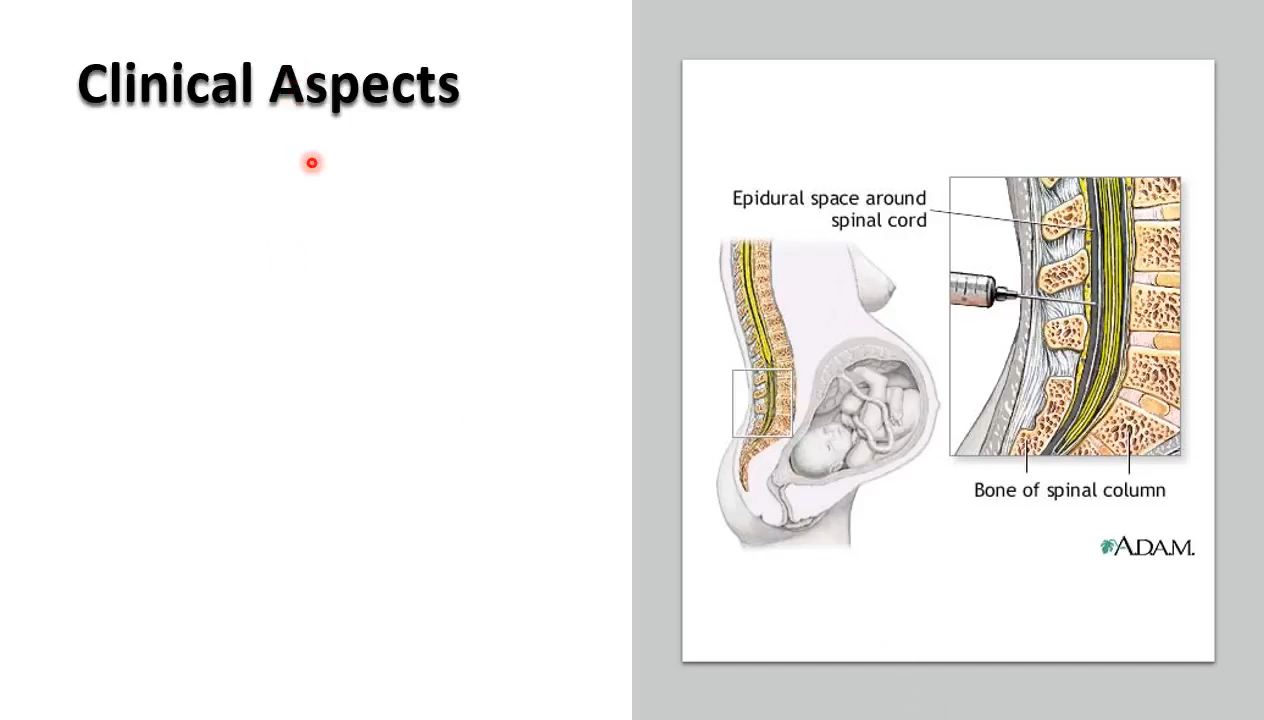 Clinical Aspects
Epidural space around
spinal cord
Bone of spinal column
A.D.A.M.